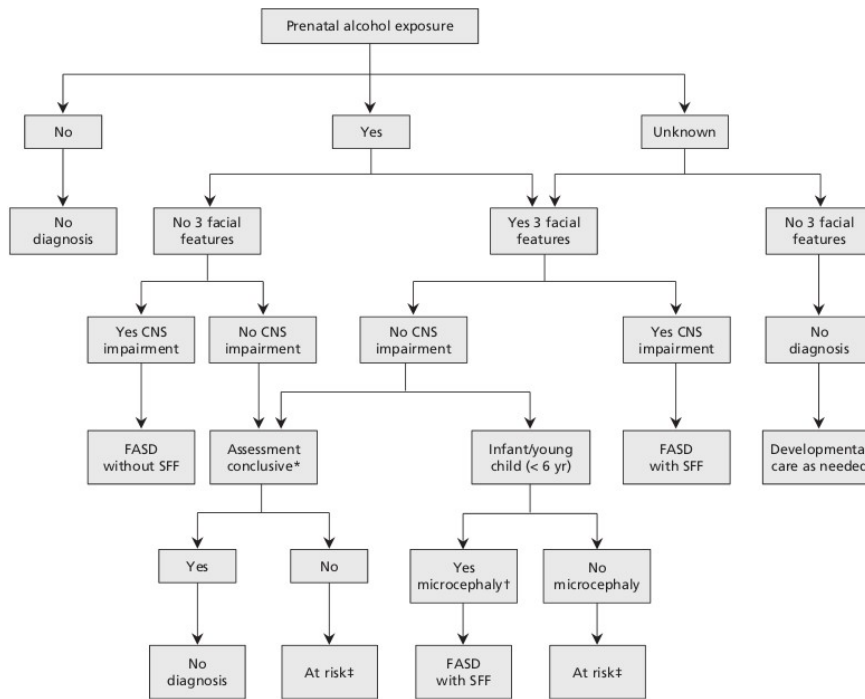 Prenatal alcohol exposure
No
Yes
Unknown
No
diagnosis
No 3 facial
features
Yes 3 facial
features
No 3 facial
features
Yes CNS
impairment
No CNS
impairment
No CNS
impairment
Yes CNS
impairment
No
diagnosis
FASD
without SFF
Assessment
conclusive*
Infant/young
child (< 6 yr)
FASD
with SFF
Developmental
care as needed
Yes
No
Yes
microcephaly†
No
microcephaly
No
diagnosis
At risk‡
FASD
with SFF
At risk‡